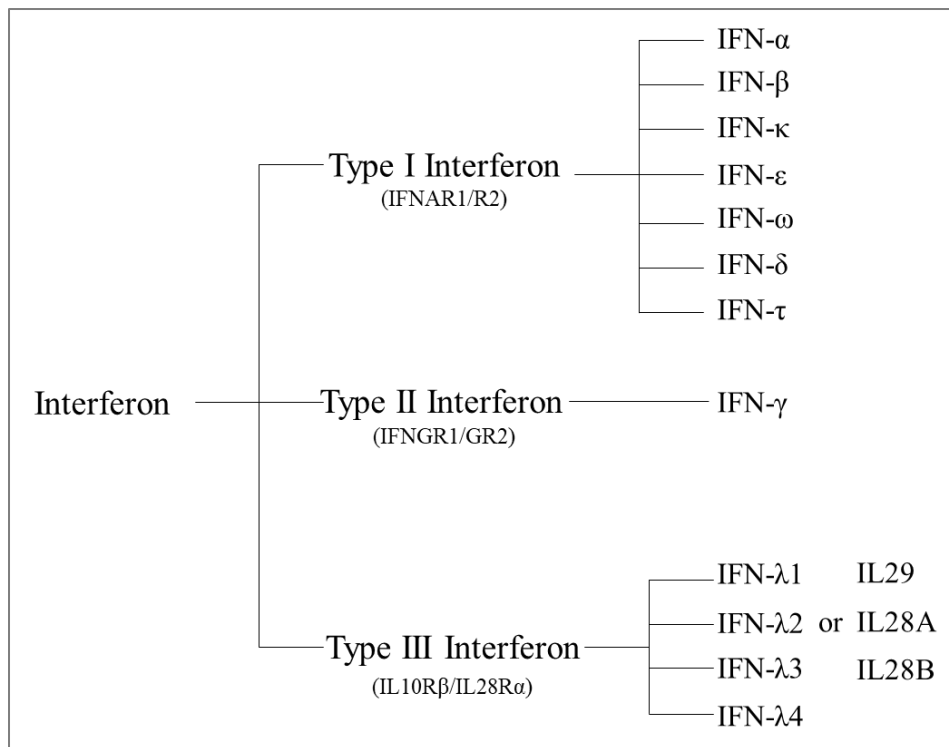 IFN-α
IFN-β
IFN-κ
Type I Interferon
(IFNAR1/R2)
IFN-ε
IFN-ω
IFN-δ
IFN-τ
Interferon
Type II Interferon
(IFNGR1/GR2)
IFN-γ
Type III Interferon
(IL10Rβ/IL28Rα)
IFN-λ1 IL29
IFN-λ2 or IL28A
IFN-λ3 IL28B
IFN-λ4